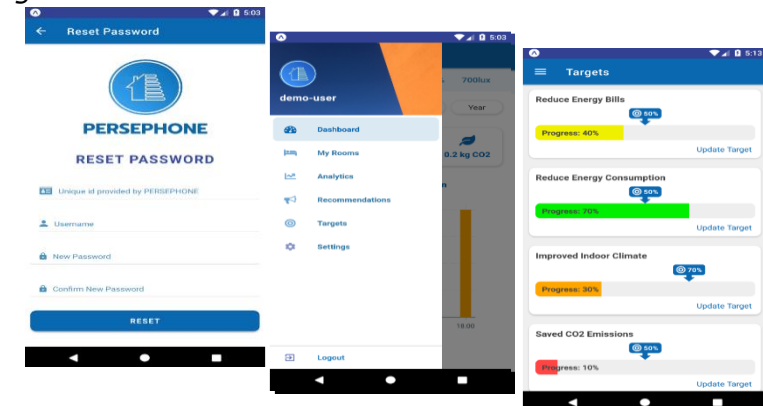 5:03
Reset Password
PERSEPHONE
RESET PASSWORD
Unique id provided by PERSEPHONE
Username
New Password
Confirm New Password
RESET
5:03
700lux
demo-user
Year
Dashboard
My Rooms
0.2 kg CO2
Analytics
Recommendations
Targets
Settings
18:00
Logout
5:13
Targets
Reduce Energy Bills
50%
Progress: 40%
Update Target
Reduce Energy Consumption
50%
Progress: 70%
Update Target
Improved Indoor Climate
70%
Progress: 30%
Update Target
Saved CO2 Emissions
50%
Progress: 10%
Update Target